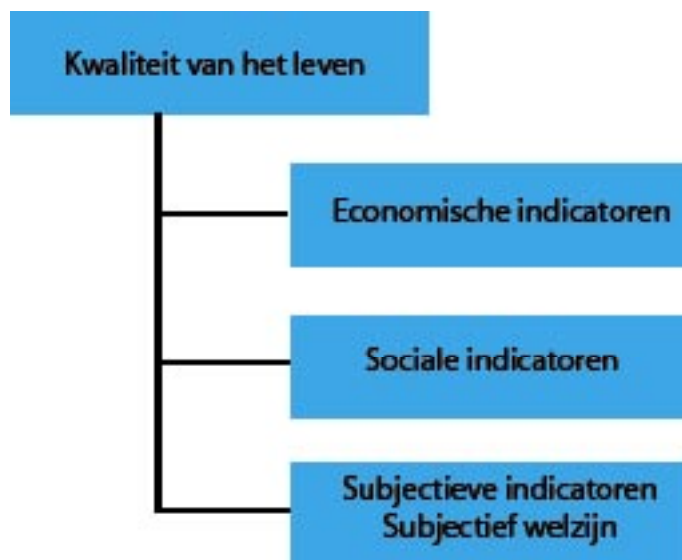 Kwaliteit van het leven
Economische indicatoren
Sociale indicatoren
Subjectieve indicatoren
Subjectief welzijn